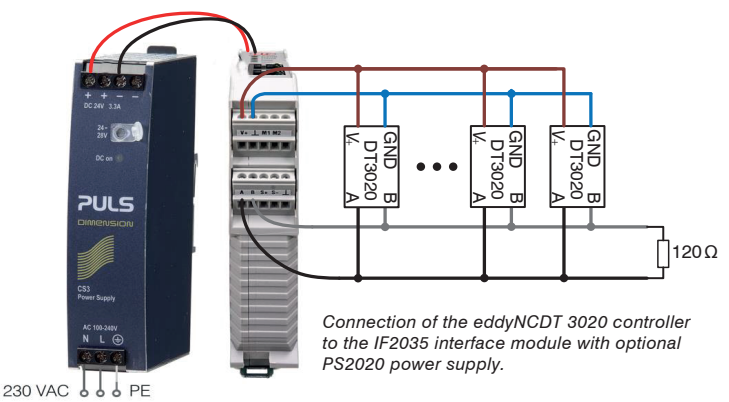 + + − −
DC 24V 3.3A
24-
28V
DC on
PULS
DIMENSION
CS3
Power Supply
AC 100-240V
N L
230 VAC PE
V+ ⊥ M1 M2
A B S+ S- ⊥
V+ GND
DT3020
A B
V+ GND
DT3020
A B
V+ GND
DT3020
A B
120 Ω
Connection of the eddyNCDT 3020 controller
to the IF2035 interface module with optional
PS2020 power supply.